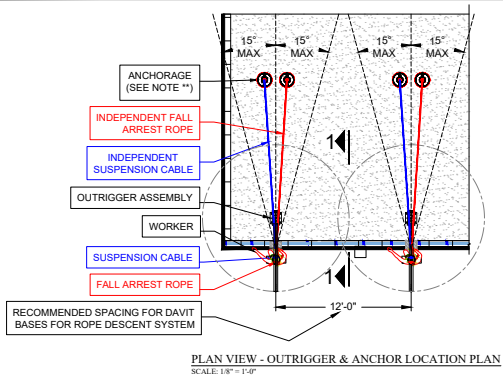 15° MAX
15° MAX
15° MAX
15° MAX
ANCHORAGE
(SEE NOTE **)
INDEPENDENT FALL
ARREST ROPE
INDEPENDENT
SUSPENSION CABLE
OUTRIGGER ASSEMBLY
WORKER
SUSPENSION CABLE
FALL ARREST ROPE
RECOMMENDED SPACING FOR DAVIT
BASES FOR ROPE DESCENT SYSTEM
1
1
12'-0"
PLAN VIEW - OUTRIGGER & ANCHOR LOCATION PLAN
SCALE: 1/8" = 1'-0"